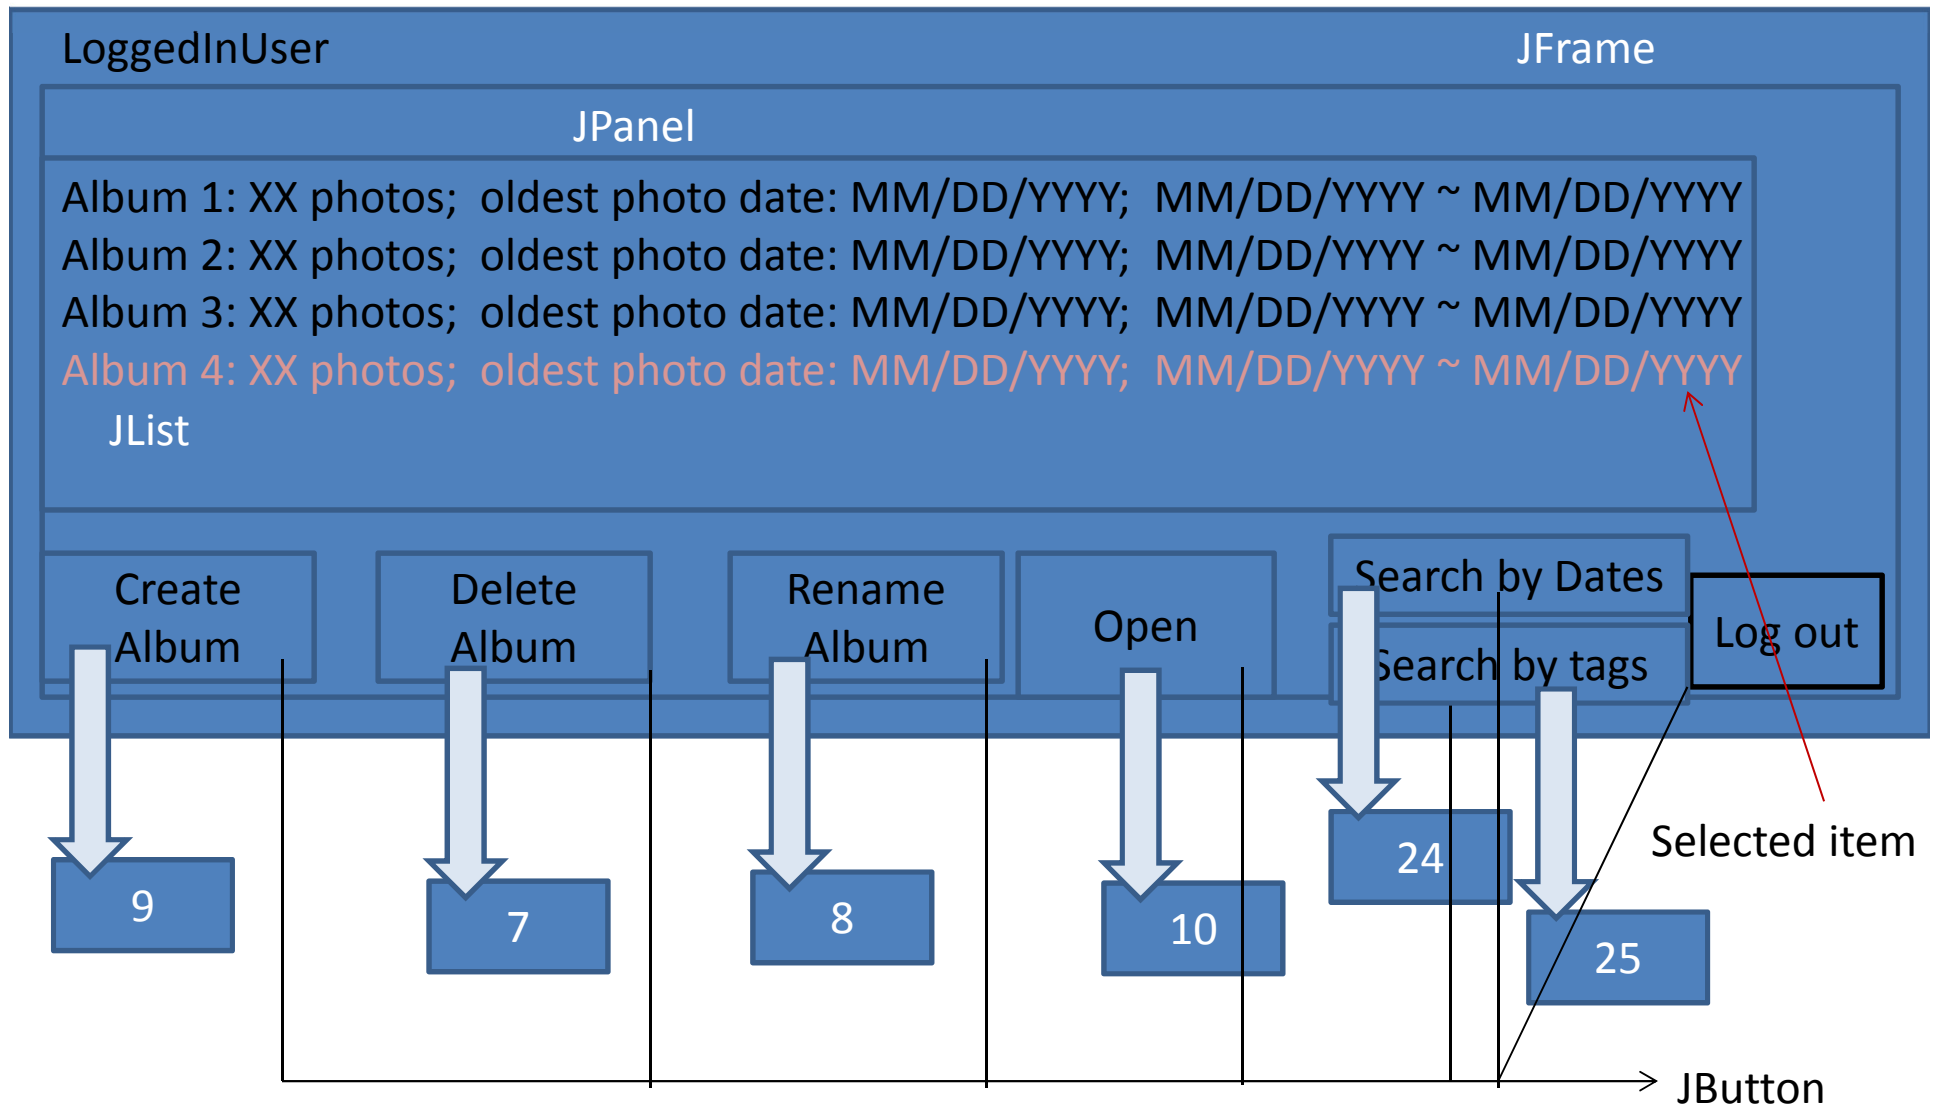 LoggedInUser
JFrame
JPanel
Album 1: XX photos;  oldest photo date: MM/DD/YYYY;  MM/DD/YYYY ~ MM/DD/YYYY
Album 2: XX photos;  oldest photo date: MM/DD/YYYY;  MM/DD/YYYY ~ MM/DD/YYYY
Album 3: XX photos;  oldest photo date: MM/DD/YYYY;  MM/DD/YYYY ~ MM/DD/YYYY
Album 4: XX photos;  oldest photo date: MM/DD/YYYY;  MM/DD/YYYY ~ MM/DD/YYYY
JList
Create
Album
Delete
Album
Rename
Album
Open
Search by Dates
Search by tags
Log out
Selected item
9
7
8
10
24
25
JButton